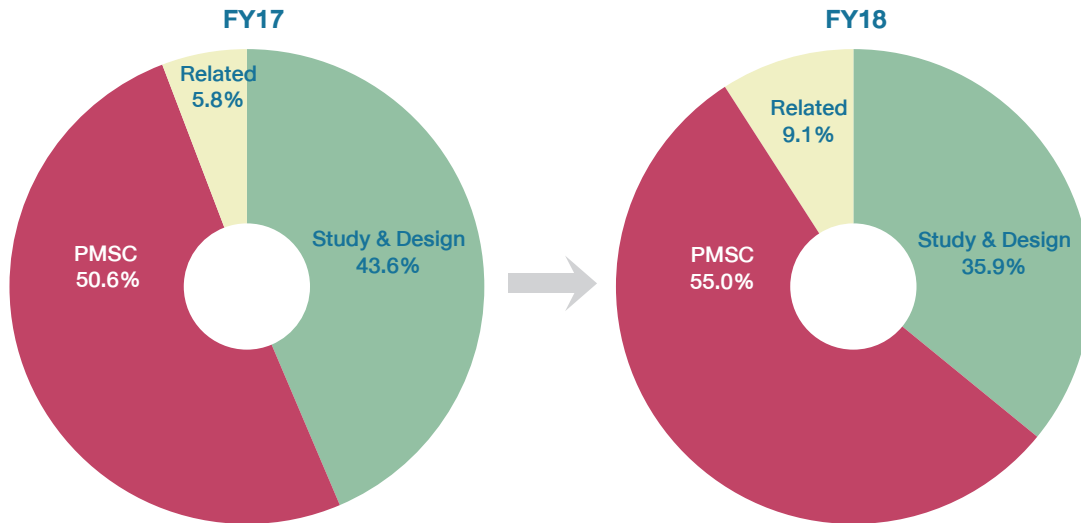 FY17
Related
5.8%
PMSC
50.6%
Study & Design
43.6%
FY18
Related
9.1%
PMSC
55.0%
Study & Design
35.9%